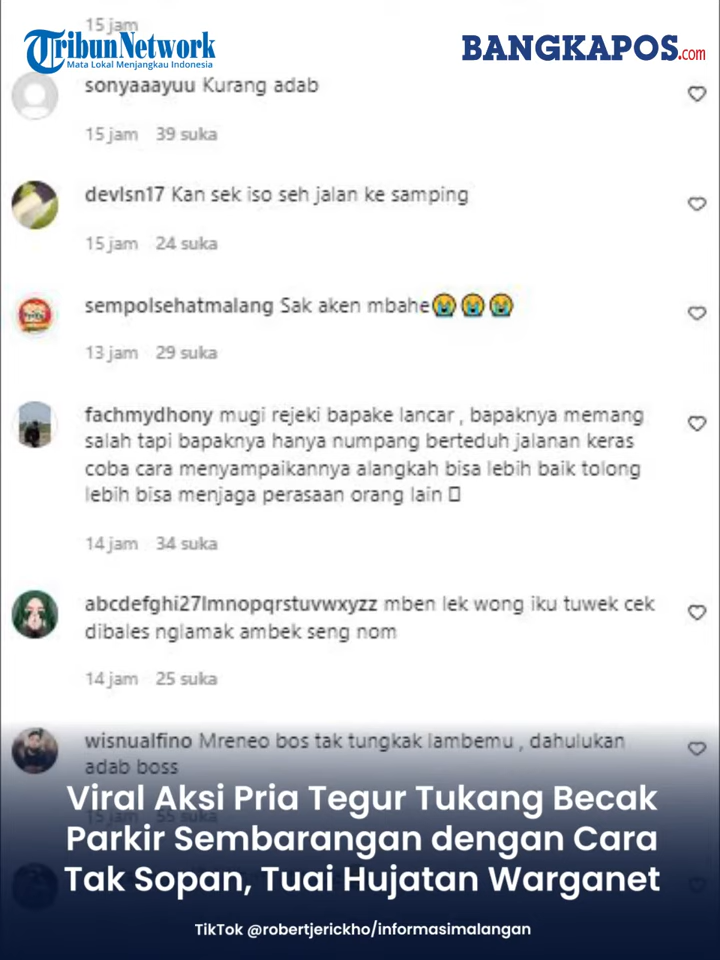 15 jam
TribunNetwork
Mata Lokal Menjangkau Indonesia
BANGKAPOS.com
sonyaaayuu Kurang adab
15 jam 39 suka
devlsn17 Kan sek iso seh jalan ke samping
15 jam 24 suka
sempolsehatmalang Sak aken mbahe😭😭😭
13 jam 29 suka
fachmydhony mugi rejeki bapake lancar , bapaknya memang
salah tapi bapaknya hanya numpang berteduh jalanan keras
coba cara menyampaikannya alangkah bisa lebih baik tolong
lebih bisa menjaga perasaan orang lain
14 jam 34 suka
abcdefghi27lmnopqrstuvwxyzz mben lek wong iku tuwek cek
dibales nglamak ambek seng nom
14 jam 25 suka
wisnualfino Mreneo bos tak tungkak lambemu , dahulukan
adab boss
15 jam 55 suka
Viral Aksi Pria Tegur Tukang Becak
Parkir Sembarangan dengan Cara
Tak Sopan, Tuai Hujatan Warganet
TikTok @robertjerickho/informasimalangan